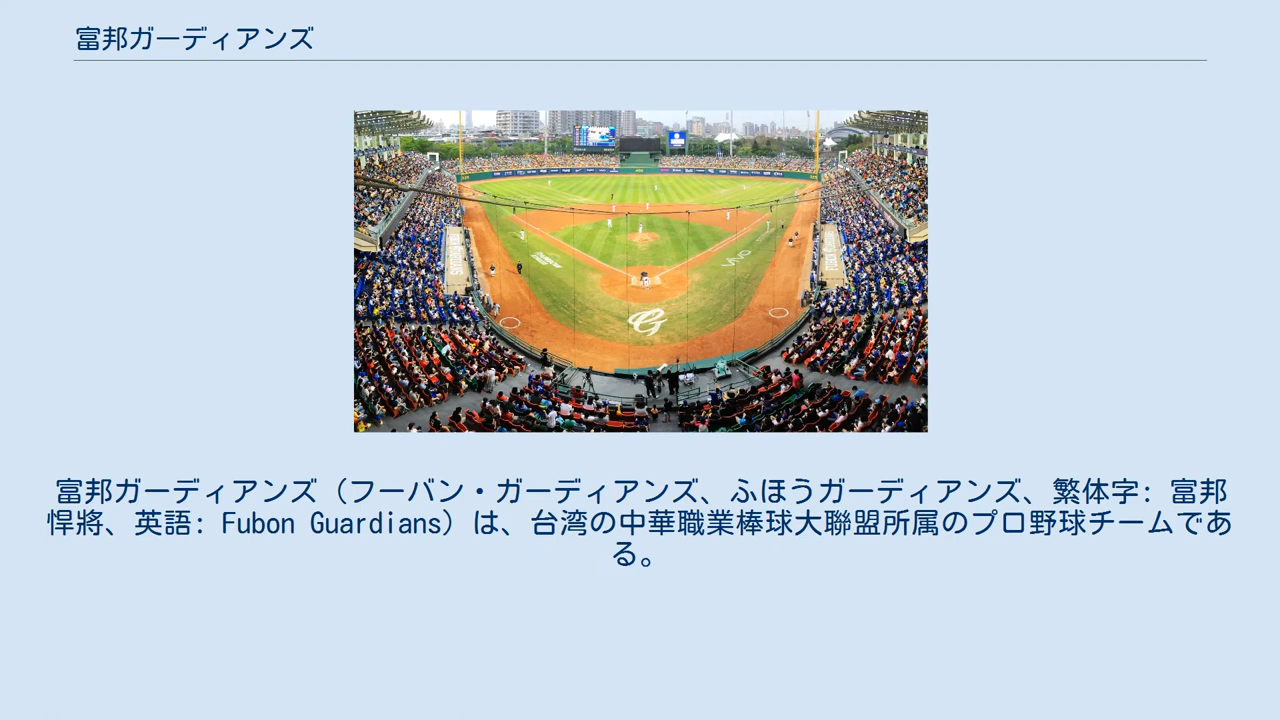 富邦ガーディアンズ
vivo
富邦ガーディアンズ（フーバン・ガーディアンズ、ふほうガーディアンズ、繁体字: 富邦
悍將、英語: Fubon Guardians）は、台湾の中華職業棒球大聯盟所属のプロ野球チームであ
る。